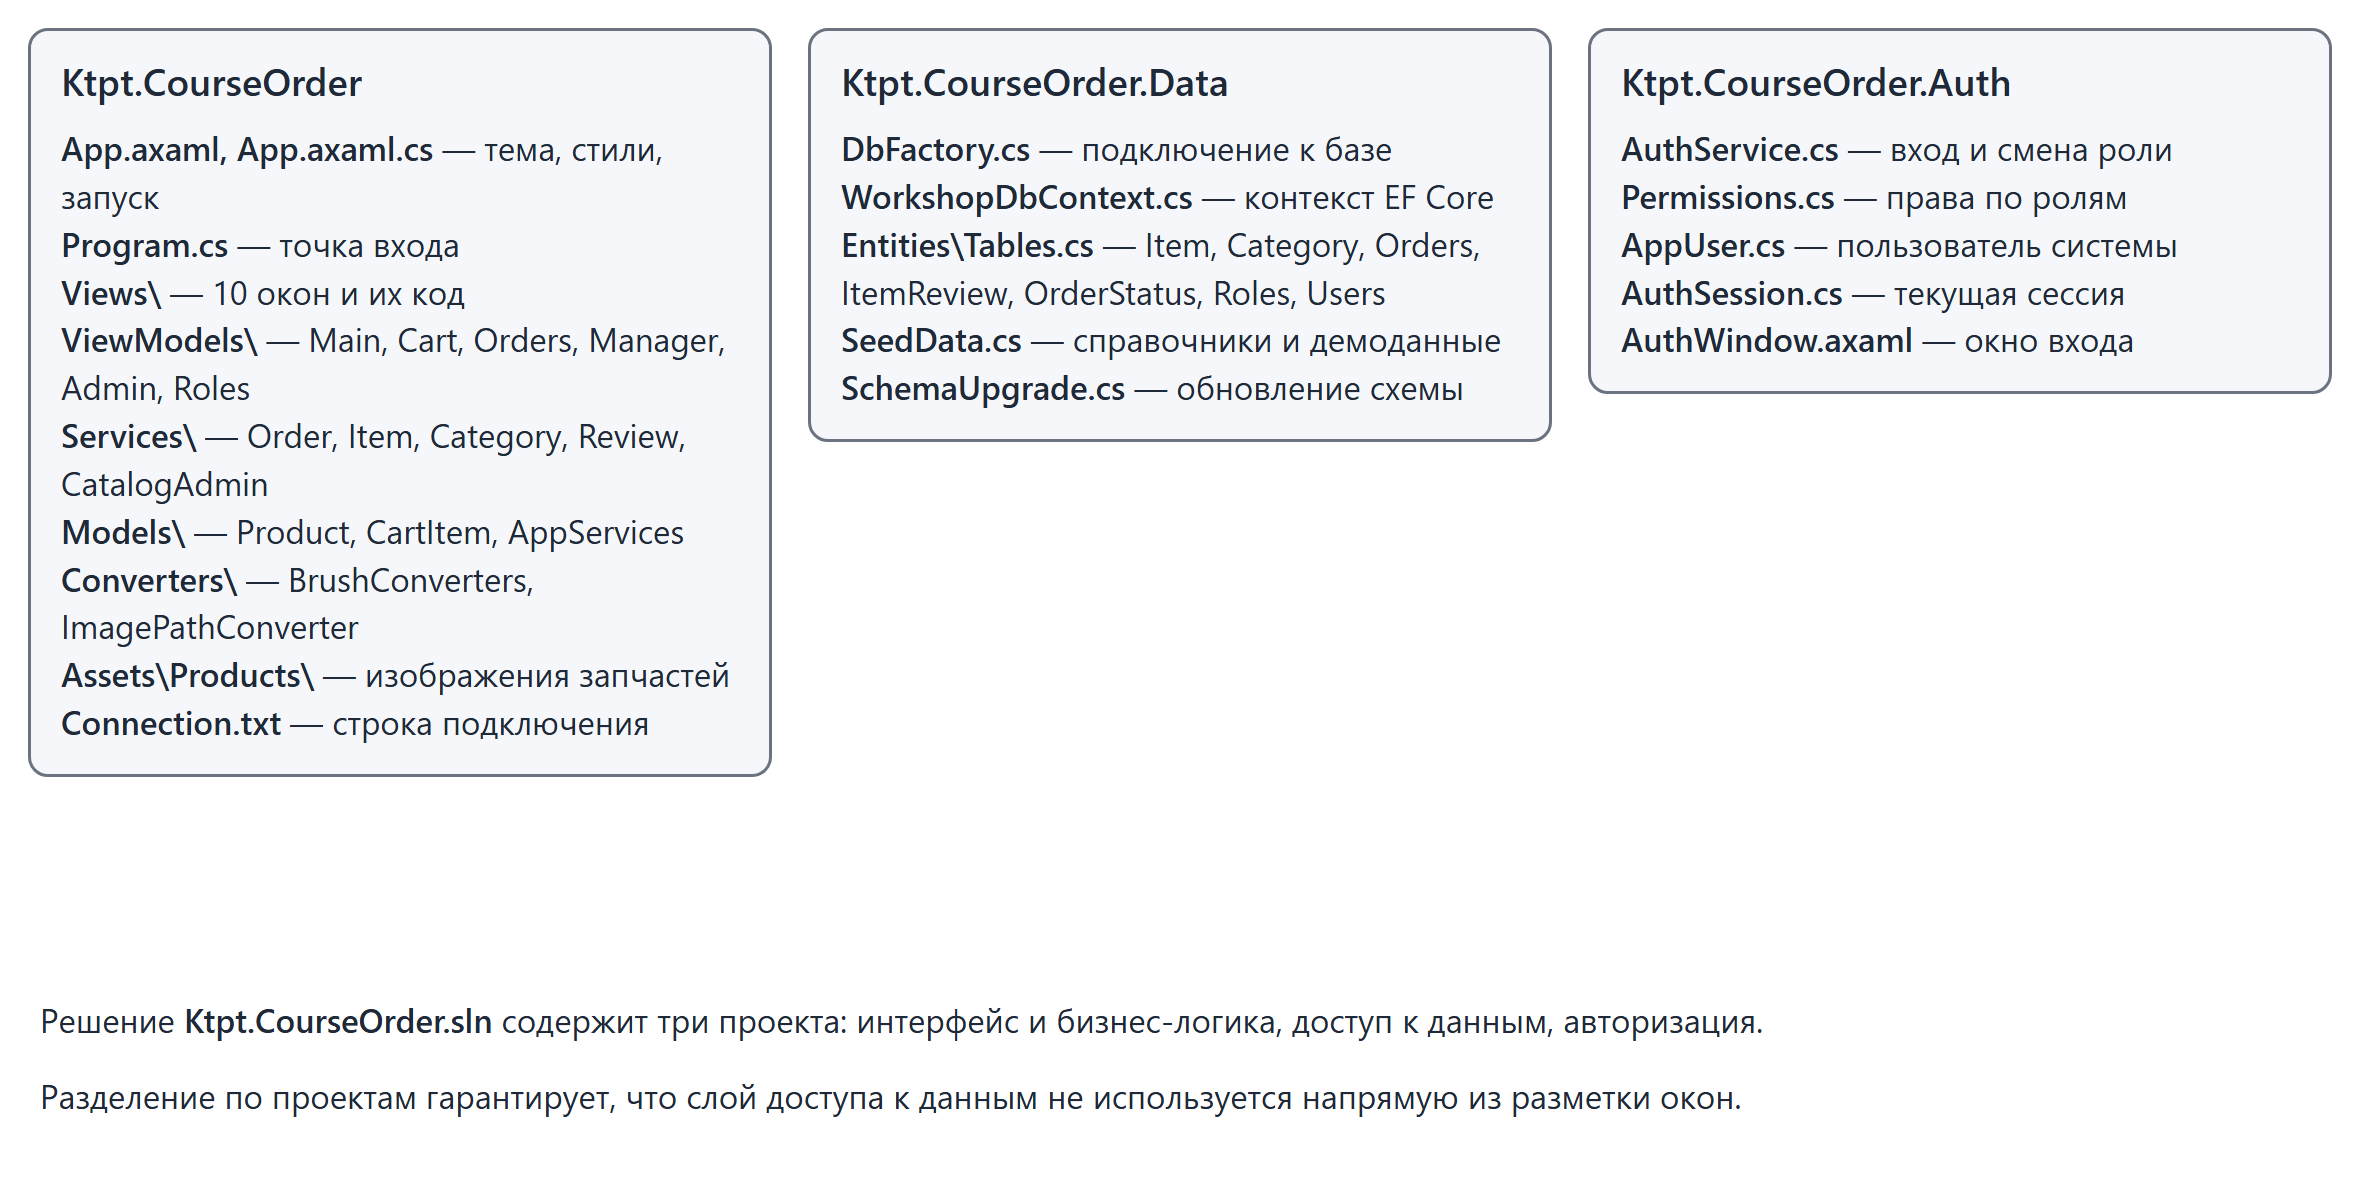 Ktpt.CourseOrder
App.axaml, App.axaml.cs — тема, стили,
запуск
Program.cs — точка входа
Views\ — 10 окон и их код
ViewModels\ — Main, Cart, Orders, Manager,
Admin, Roles
Services\ — Order, Item, Category, Review,
CatalogAdmin
Models\ — Product, CartItem, AppServices
Converters\ — BrushConverters,
ImagePathConverter
Assets\Products\ — изображения запчастей
Connection.txt — строка подключения
Ktpt.CourseOrder.Data
DbFactory.cs — подключение к базе
WorkshopDbContext.cs — контекст EF Core
Entities\Tables.cs — Item, Category, Orders,
ItemReview, OrderStatus, Roles, Users
SeedData.cs — справочники и демоданные
SchemaUpgrade.cs — обновление схемы
Ktpt.CourseOrder.Auth
AuthService.cs — вход и смена роли
Permissions.cs — права по ролям
AppUser.cs — пользователь системы
AuthSession.cs — текущая сессия
AuthWindow.axaml — окно входа
Решение Ktpt.CourseOrder.sln содержит три проекта: интерфейс и бизнес-логика, доступ к данным, авторизация.
Разделение по проектам гарантирует, что слой доступа к данным не используется напрямую из разметки окон.